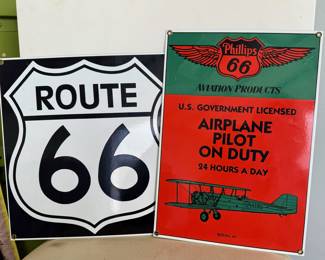 ROUTE
66
Phillips
66
AVIATION PRODUCTS
U.S. GOVERNMENT LICENSED
AIRPLANE
PILOT
ON DUTY
24 HOURS A DAY